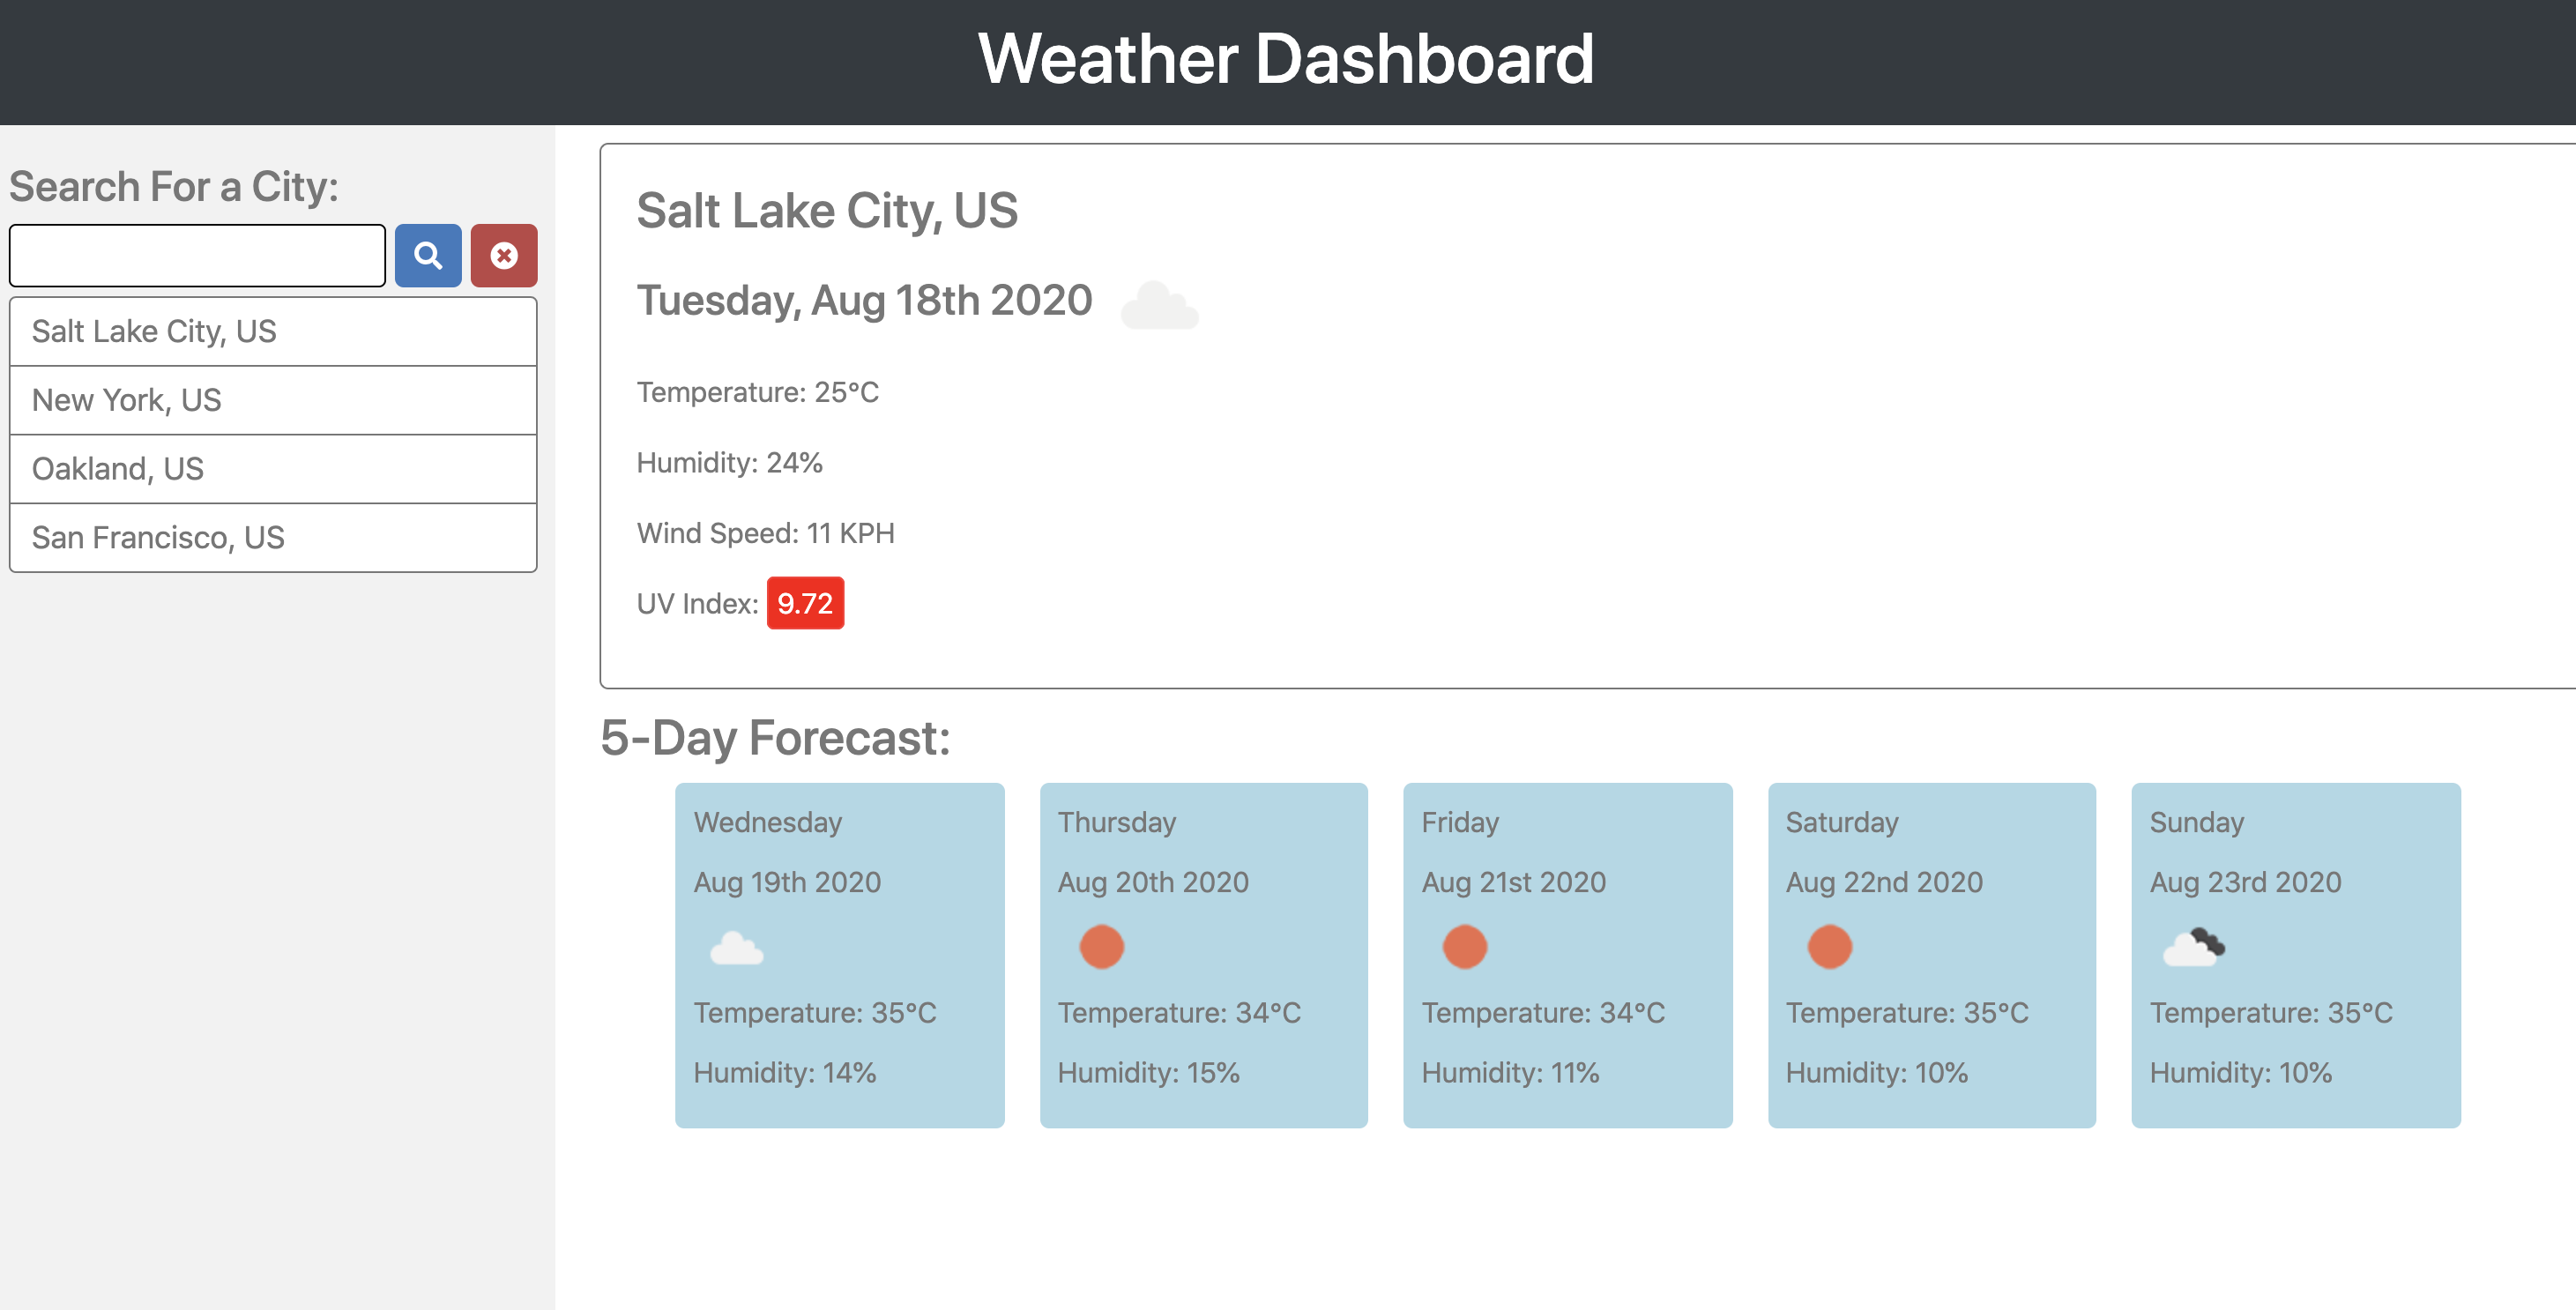 Weather Dashboard
Search For a City:
Salt Lake City, US
New York, US
Oakland, US
San Francisco, US
Salt Lake City, US
Tuesday, Aug 18th 2020
Temperature: 25°C
Humidity: 24%
Wind Speed: 11 KPH
UV Index: 9.72
5-Day Forecast:
Wednesday
Aug 19th 2020
Temperature: 35°C
Humidity: 14%
Thursday
Aug 20th 2020
Temperature: 34°C
Humidity: 15%
Friday
Aug 21st 2020
Temperature: 34°C
Humidity: 11%
Saturday
Aug 22nd 2020
Temperature: 35°C
Humidity: 10%
Sunday
Aug 23rd 2020
Temperature: 35°C
Humidity: 10%